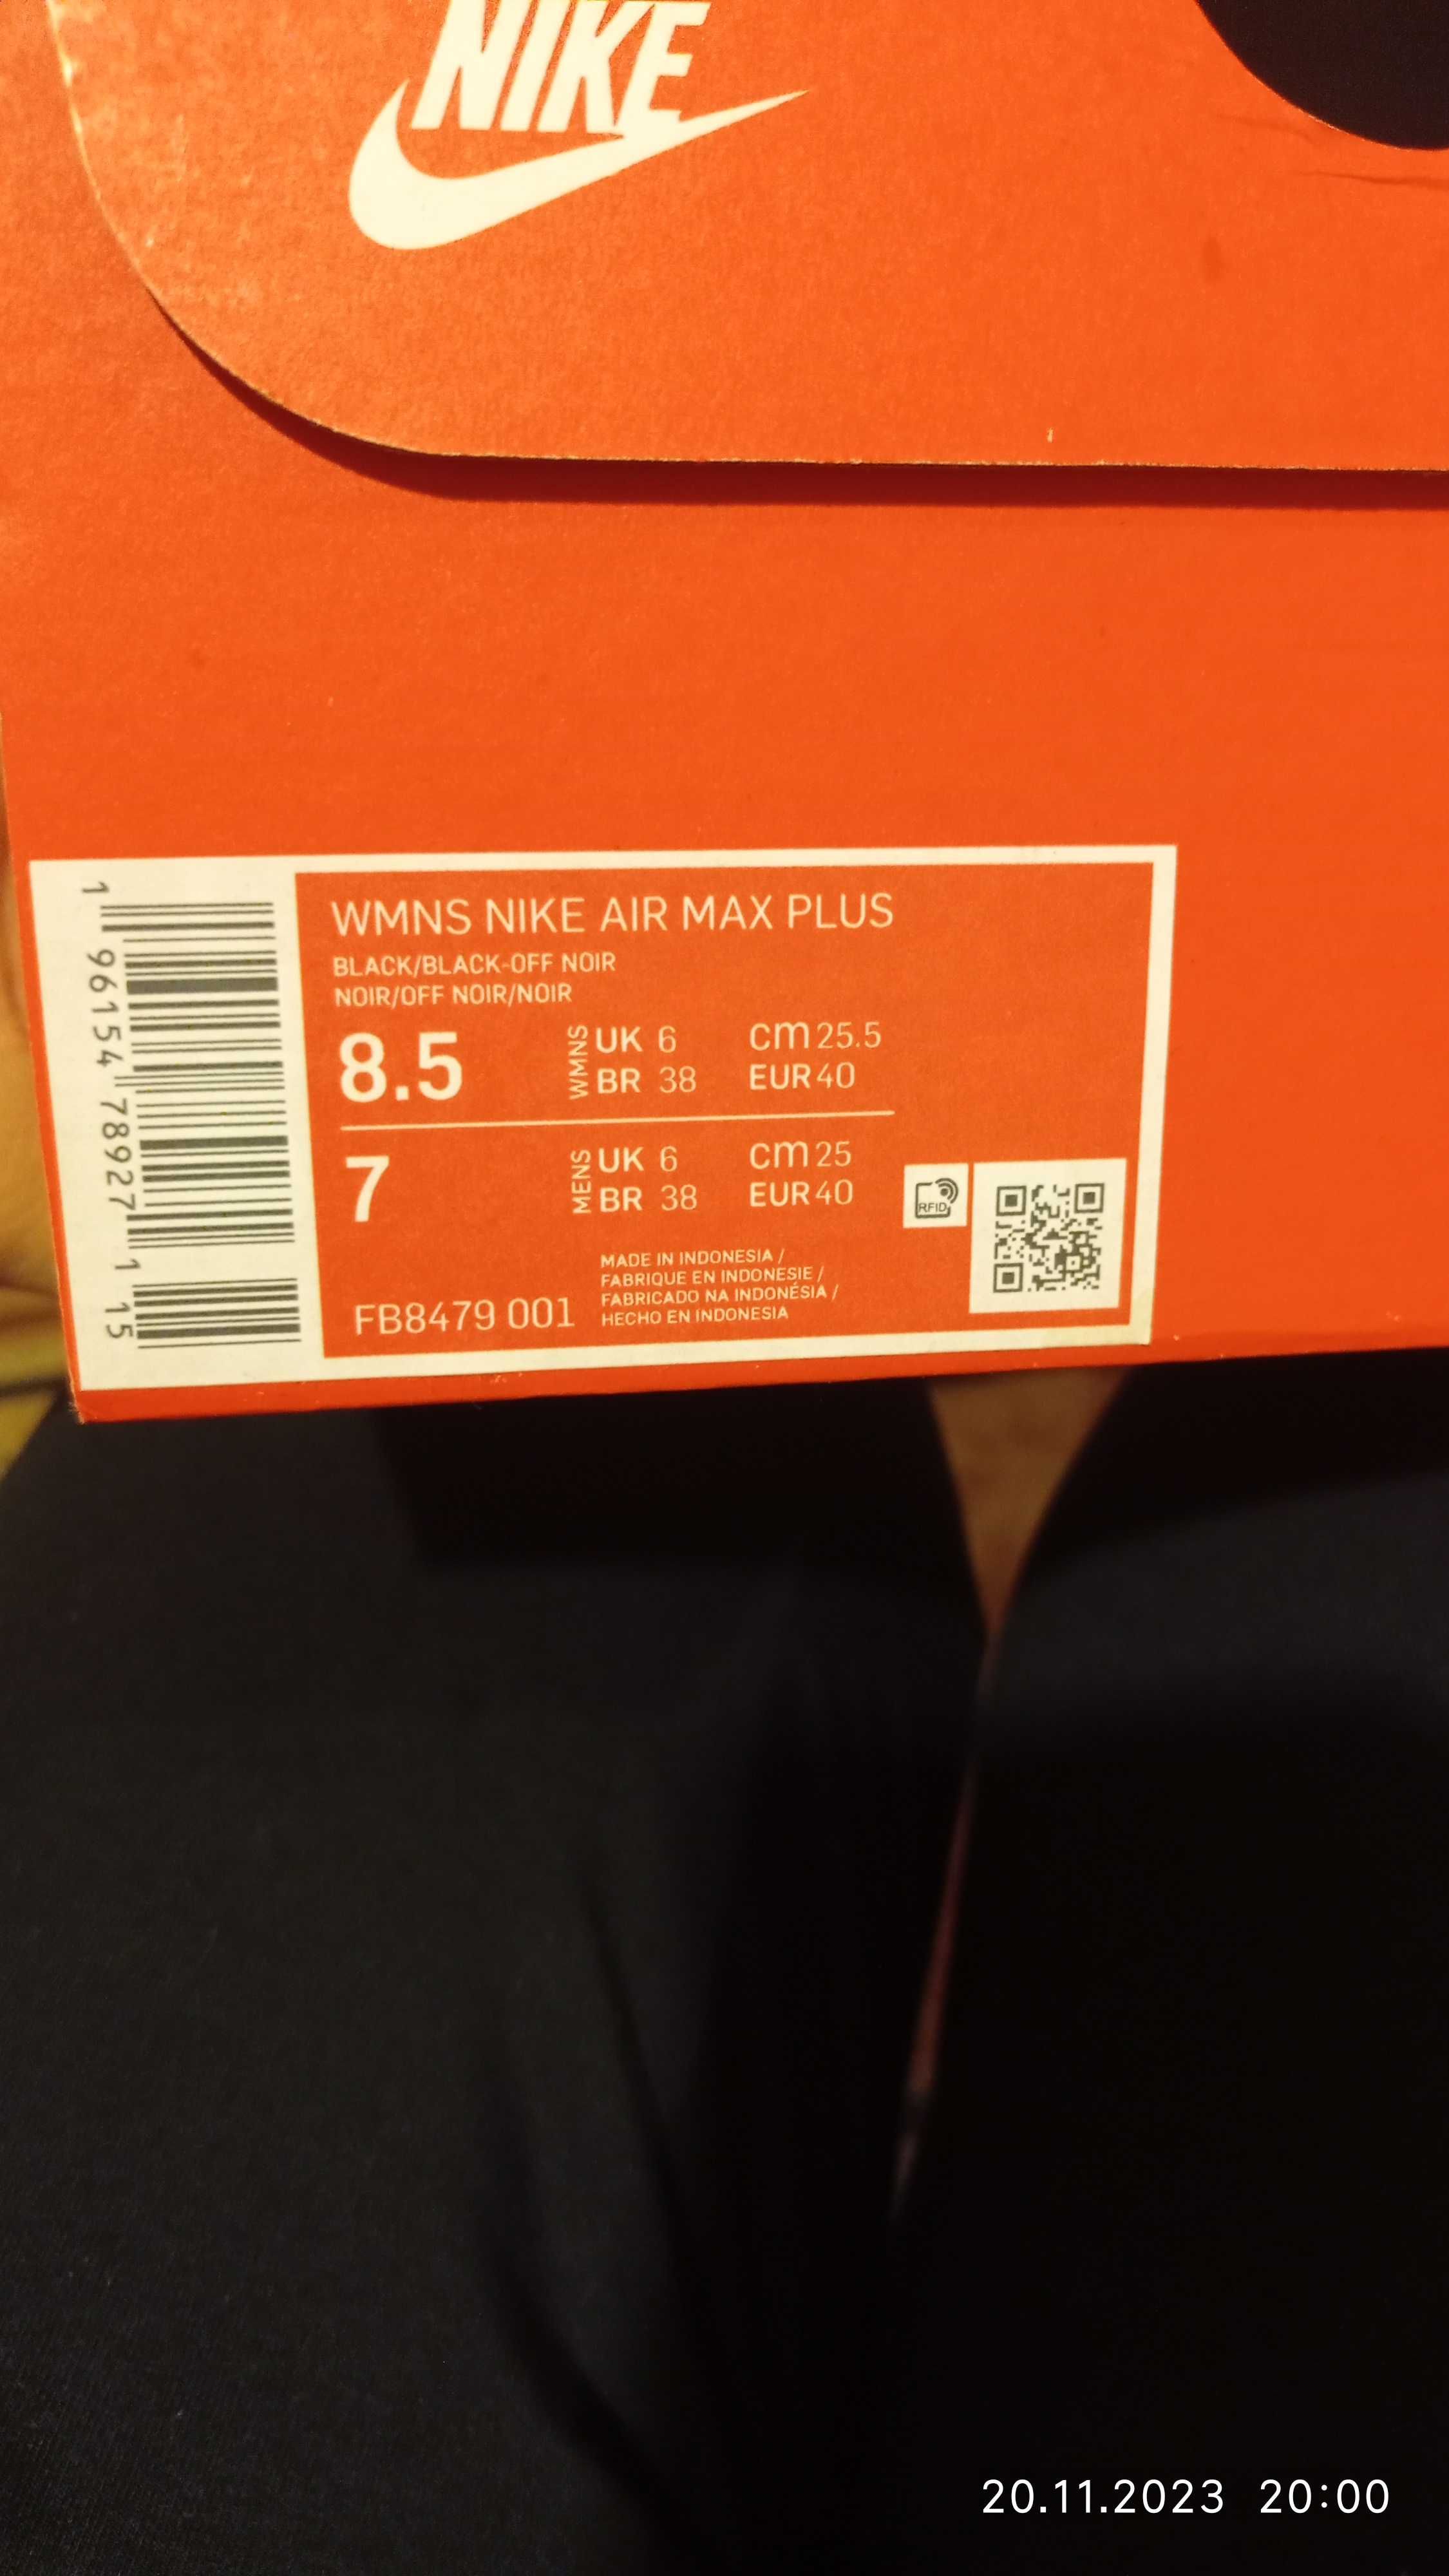 NIKE
WMNS NIKE AIR MAX PLUS
BLACK/BLACK-OFF NOIR
NOIR/OFF NOIR/NOIR
8.5 WMNS UK 6 cm 25.5
BR 38 EUR 40
7 MENS UK 6 cm 25
BR 38 EUR 40
RFID
MADE IN INDONESIA /
FABRIQUE EN INDONESIE /
FABRICADO NA INDONÉSIA /
HECHO EN INDONESIA
FB8479 001
1 96154 78927 1 15
20.11.2023 20:00